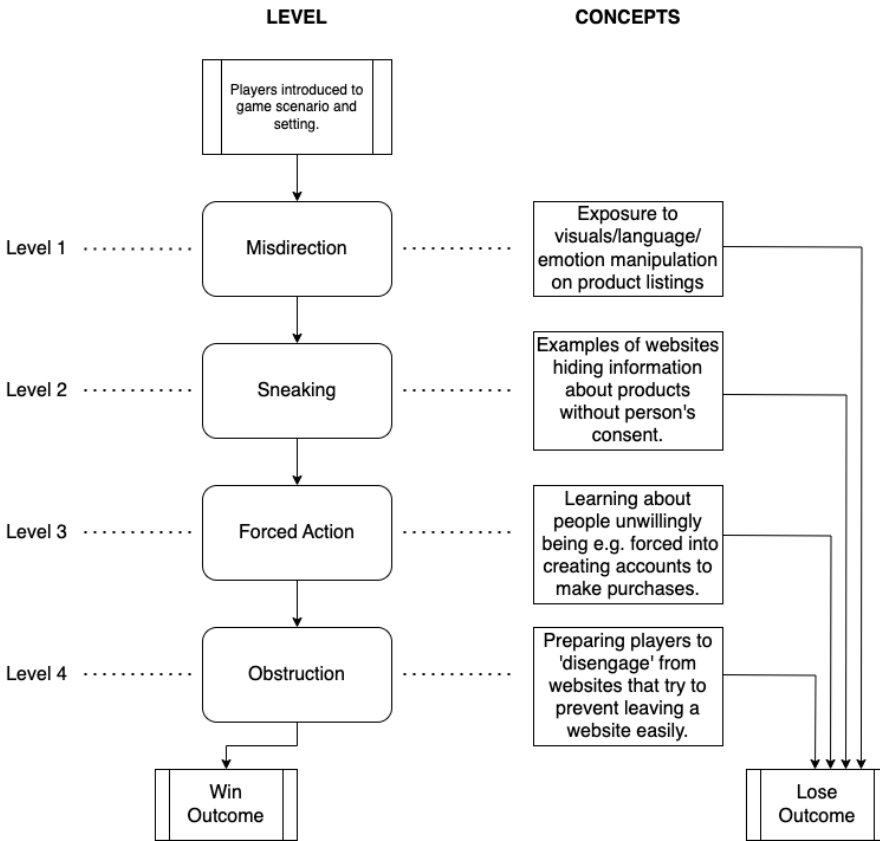 LEVEL
CONCEPTS
Players introduced to
game scenario and
setting.
Level 1
Misdirection
Exposure to
visuals/language/
emotion manipulation
on product listings
Level 2
Sneaking
Examples of websites
hiding information
about products
without person's
consent.
Level 3
Forced Action
Learning about
people unwillingly
being e.g. forced into
creating accounts to
make purchases.
Level 4
Obstruction
Preparing players to
'disengage' from
websites that try to
prevent leaving a
website easily.
Win
Outcome
Lose
Outcome